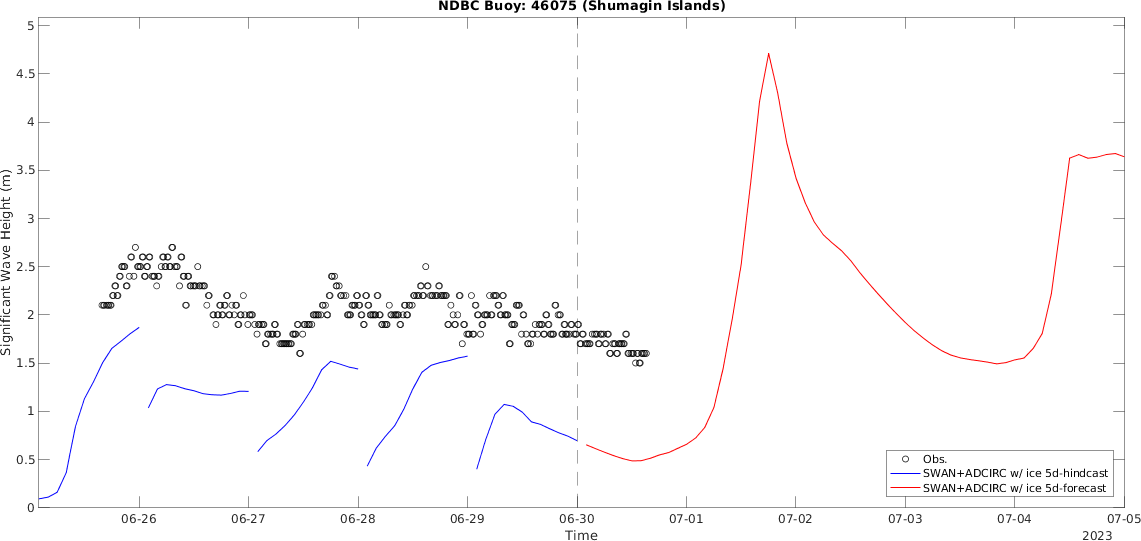 NDBC Buoy: 46075 (Shumagin Islands)
Significant Wave Height (m)
5
4.5
4
3.5
3
2.5
2
1.5
1
0.5
0
Obs.
SWAN+ADCIRC w/ ice 5d-hindcast
SWAN+ADCIRC w/ ice 5d-forecast
06-26 06-27 06-28 06-29 06-30 07-01 07-02 07-03 07-04 07-05
Time
2023